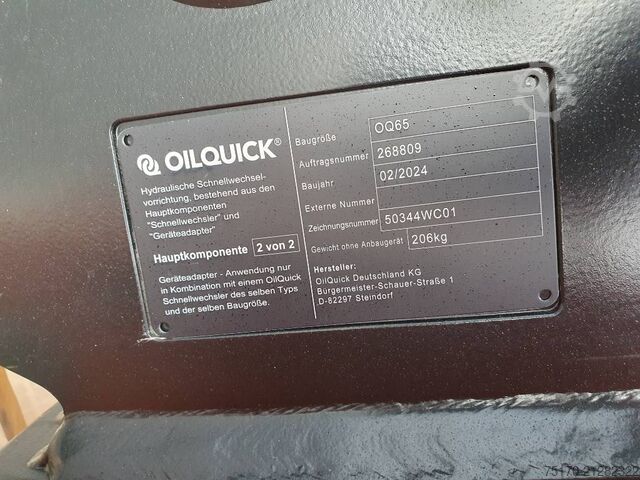 OILQUICK®
Hydraulische Schnellwechsel-
vorrichtung, bestehend aus den
Hauptkomponenten
"Schnellwechsler" und
"Geräteadapter"
Hauptkomponente 2 von 2
Geräteadapter - Anwendung nur
in Kombination mit einem OilQuick
Schnellwechsler des selben Typs
und der selben Baugröße.
Baugröße OQ65
Auftragsnummer 268809
Baujahr 02/2024
Externe Nummer
Zeichnungsnummer 50344WC01
Gewicht ohne Anbaugerät 206kg
Hersteller:
OilQuick Deutschland KG
Bürgermeister-Schauer-Straße 1
D-82297 Steindorf